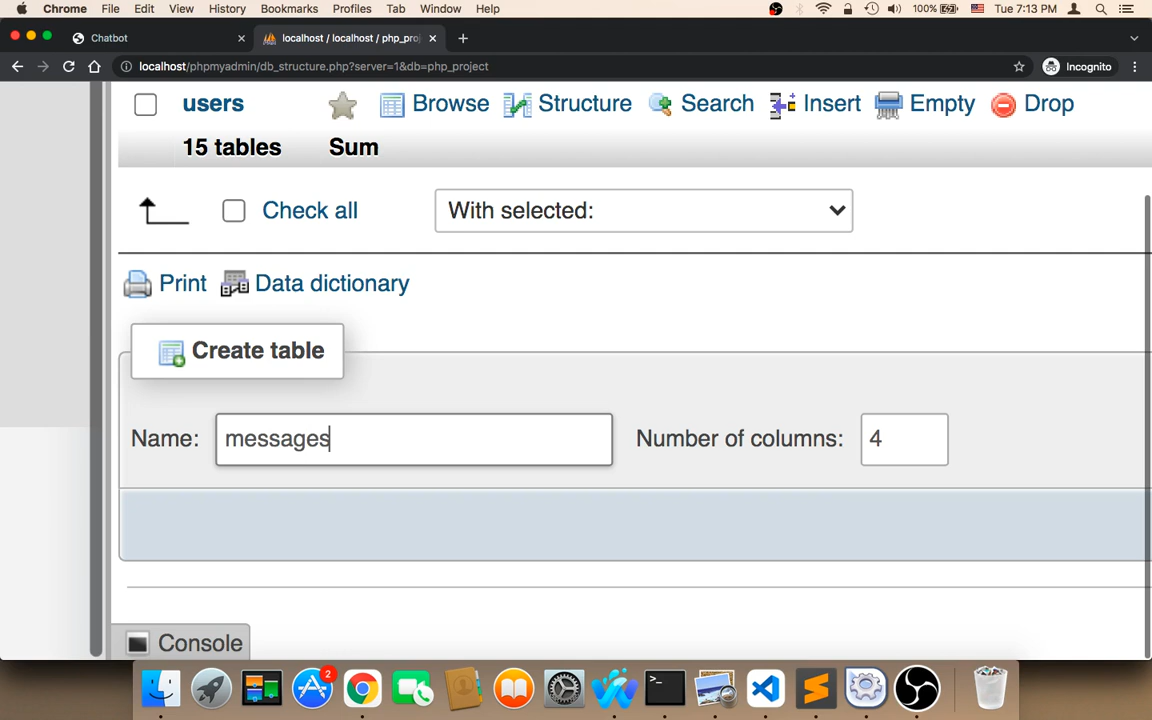 Chrome File Edit View History Bookmarks Profiles Tab Window Help 100% Tue 7:13 PM
Chatbot localhost / localhost / php_proj
localhost/phpmyadmin/db_structure.php?server=1&db=php_project Incognito
users Browse Structure Search Insert Empty Drop
15 tables Sum
Check all With selected:
Print Data dictionary
Create table
Name: messages Number of columns: 4
Console
2